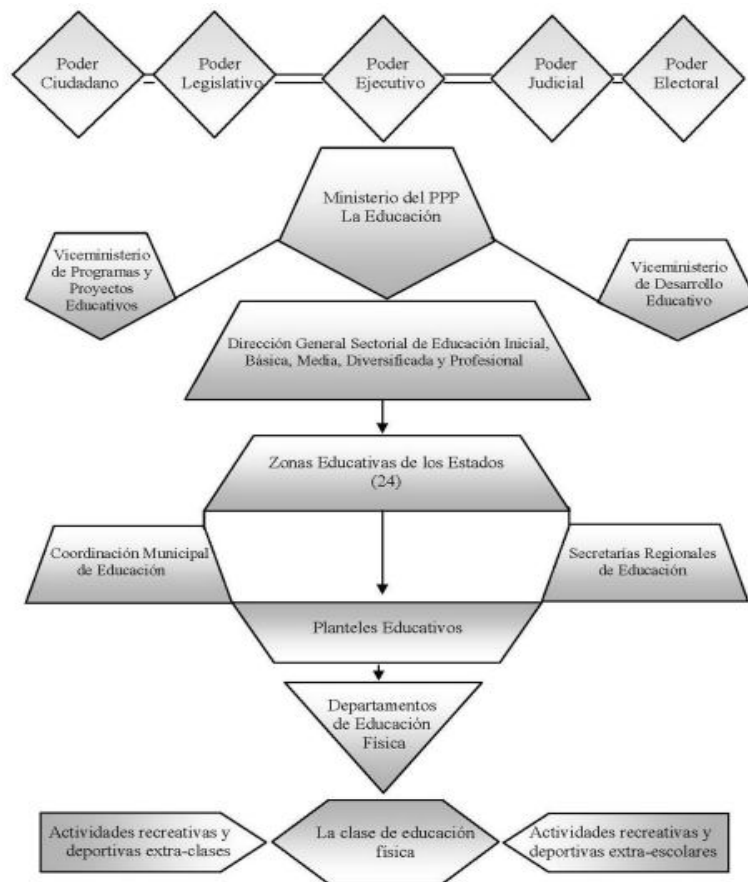 Poder
Ciudadano
Poder
Legislativo
Poder
Ejecutivo
Poder
Judicial
Poder
Electoral
Ministerio del PPP
La Educación
Viceministerio
de Programas y
Proyectos
Educativos
Viceministerio
de Desarrollo
Educativo
Dirección General Sectorial de Educación Inicial,
Básica, Media, Diversificada y Profesional
Zonas Educativas de los Estados
(24)
Coordinación Municipal
de Educación
Secretarías Regionales
de Educación
Planteles Educativos
Departamentos
de Educación
Física
Actividades recreativas y
deportivas extra-clases
La clase de educación
física
Actividades recreativas y
deportivas extra-escolares